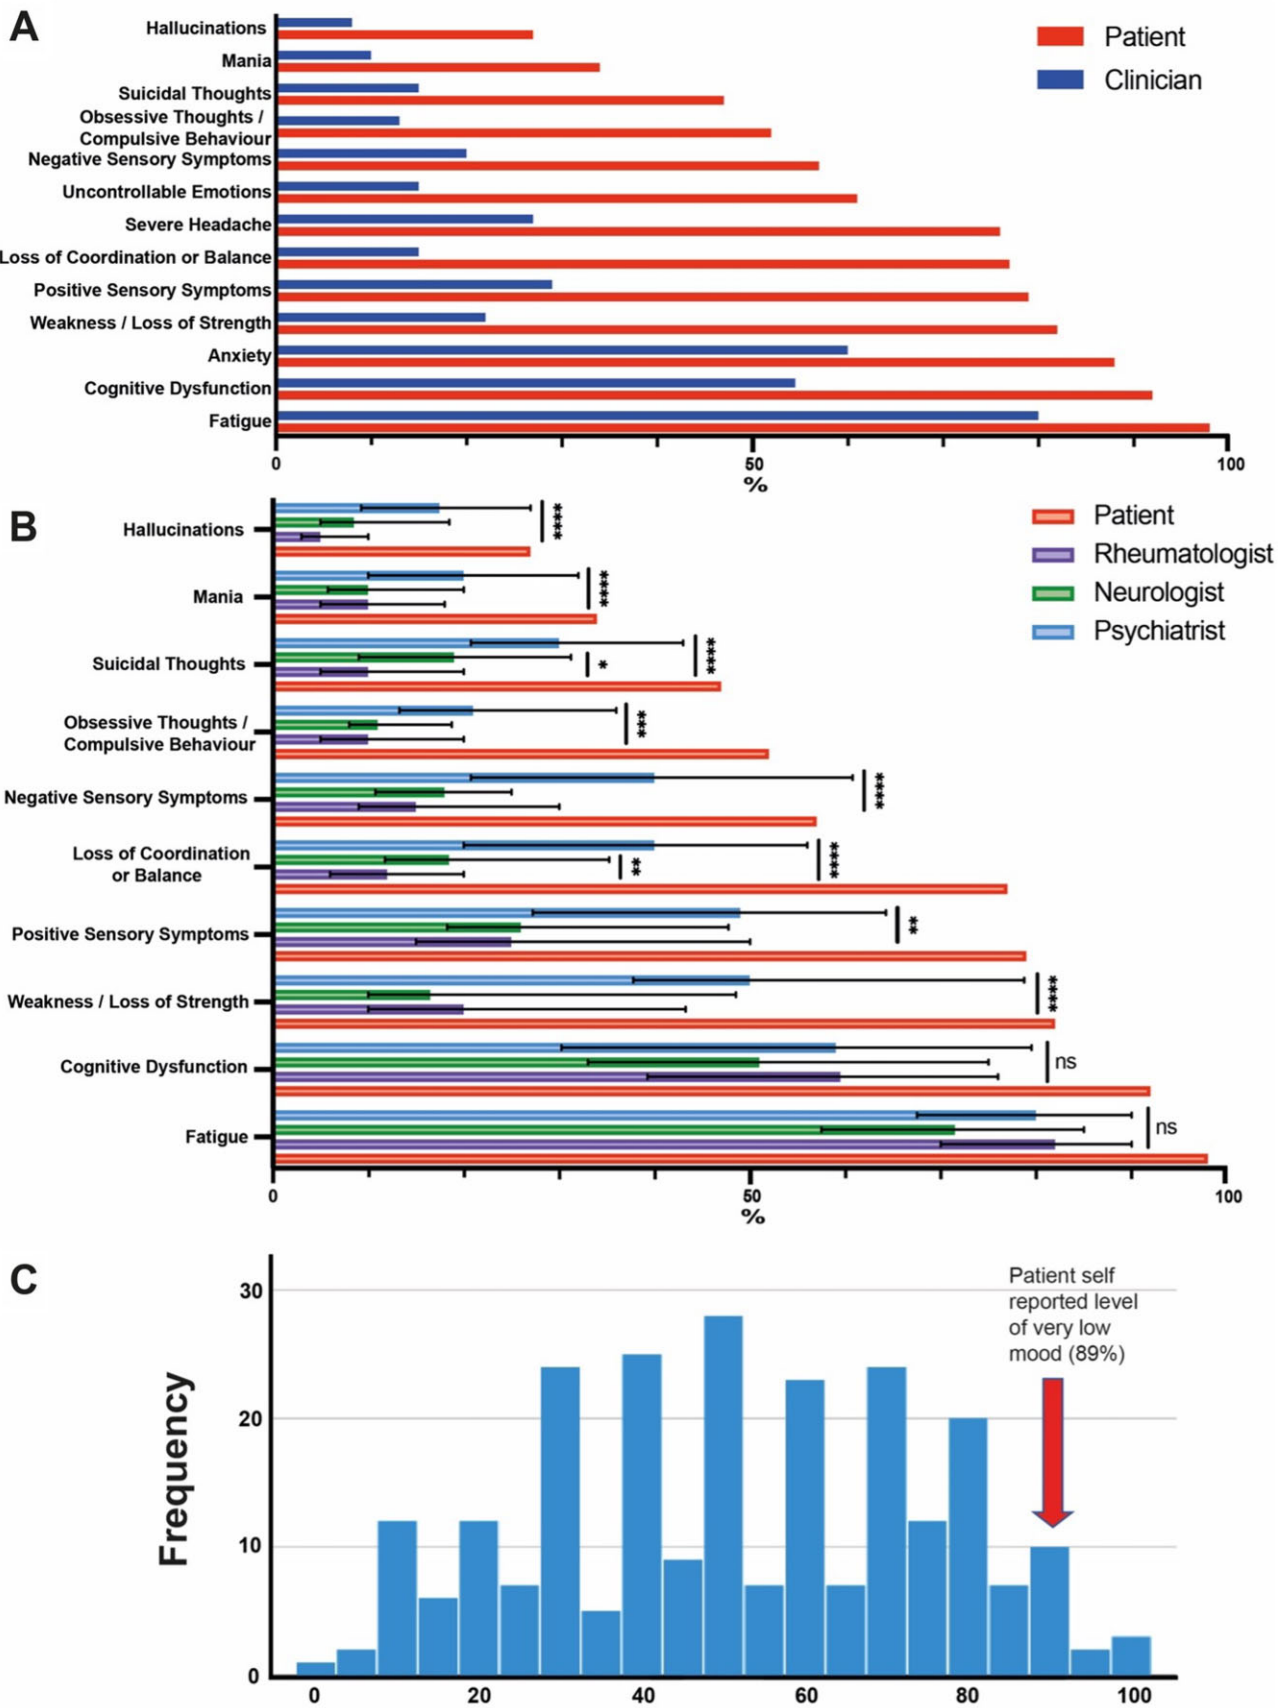 A
Hallucinations
Mania
Suicidal Thoughts
Obsessive Thoughts /
Compulsive Behaviour
Negative Sensory Symptoms
Uncontrollable Emotions
Severe Headache
Loss of Coordination or Balance
Positive Sensory Symptoms
Weakness / Loss of Strength
Anxiety
Cognitive Dysfunction
Fatigue
Patient
Clinician
0 50 100
%
B
Hallucinations
Mania
Suicidal Thoughts
Obsessive Thoughts /
Compulsive Behaviour
Negative Sensory Symptoms
Loss of Coordination
or Balance
Positive Sensory Symptoms
Weakness / Loss of Strength
Cognitive Dysfunction
Fatigue
****
****
*
****
***
****
**
****
**
****
ns
ns
Patient
Rheumatologist
Neurologist
Psychiatrist
0 50 100
%
C
Patient self
reported level
of very low
mood (89%)
Frequency
30
20
10
0
0 20 40 60 80 100